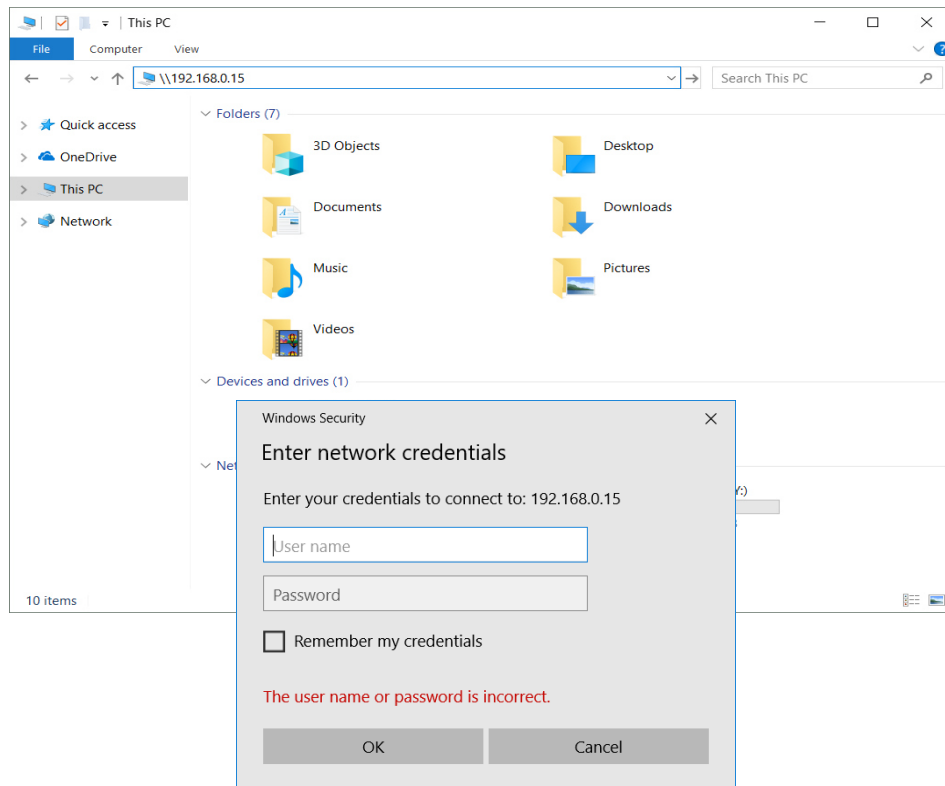 This PC
File Computer View
\\192.168.0.15
Search This PC
Quick access
OneDrive
This PC
Network
Folders (7)
3D Objects
Desktop
Documents
Downloads
Music
Pictures
Videos
Devices and drives (1)
Net
Y:)
10 items
Windows Security
Enter network credentials
Enter your credentials to connect to: 192.168.0.15
User name
Password
Remember my credentials
The user name or password is incorrect.
OK Cancel